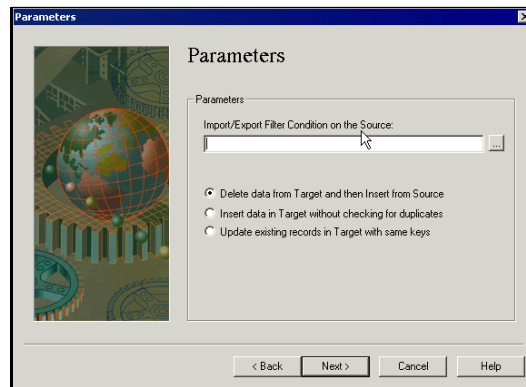 Parameters
Parameters
Parameters
Import/Export Filter Condition on the Source:
...
Delete data from Target and then Insert from Source
Insert data in Target without checking for duplicates
Update existing records in Target with same keys
< Back
Next >
Cancel
Help